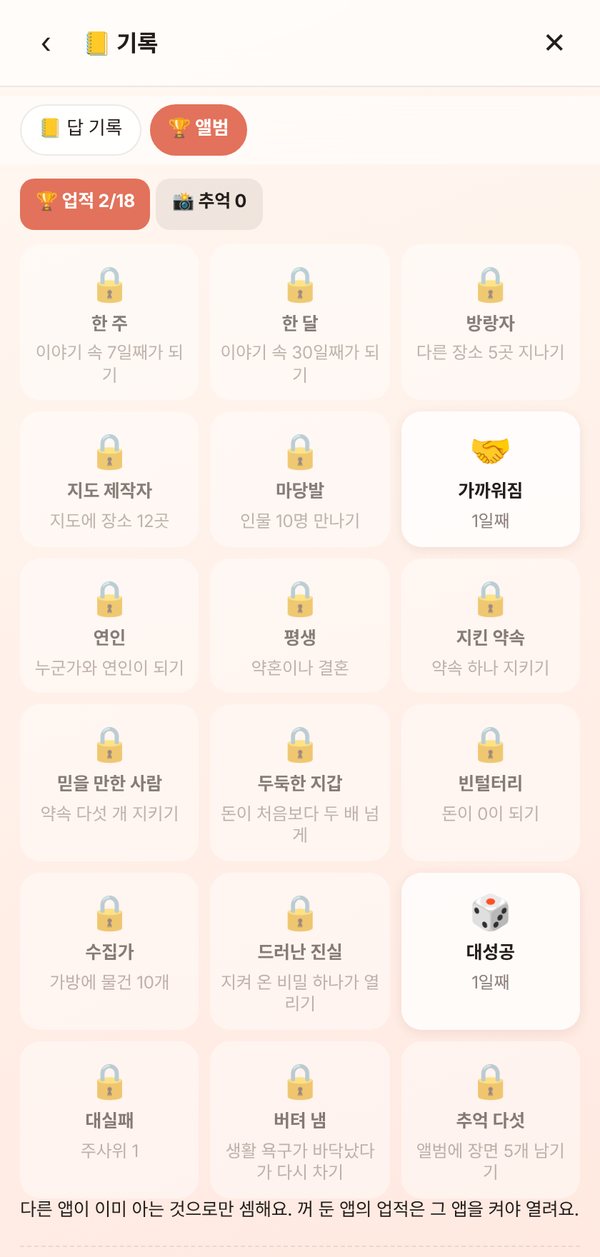 기록
답 기록
앨범
업적 2/18
추억 0
한 주
이야기 속 7일째가 되
기
한 달
이야기 속 30일째가 되
기
방랑자
다른 장소 5곳 지나기
지도 제작자
지도에 장소 12곳
마당발
인물 10명 만나기
가까워짐
1일째
연인
누군가와 연인이 되기
평생
약혼이나 결혼
지킨 약속
약속 하나 지키기
믿을 만한 사람
약속 다섯 개 지키기
두둑한 지갑
돈이 처음보다 두 배 넘
게
빈털터리
돈이 0이 되기
수집가
가방에 물건 10개
드러난 진실
지켜 온 비밀 하나가 열
리기
대성공
1일째
대실패
주사위 1
버텨 냄
생활 욕구가 바닥났다
가 다시 차기
추억 다섯
앨범에 장면 5개 남기
기
다른 앱이 이미 아는 것으로만 셈해요. 꺼 둔 앱의 업적은 그 앱을 켜야 열려요.